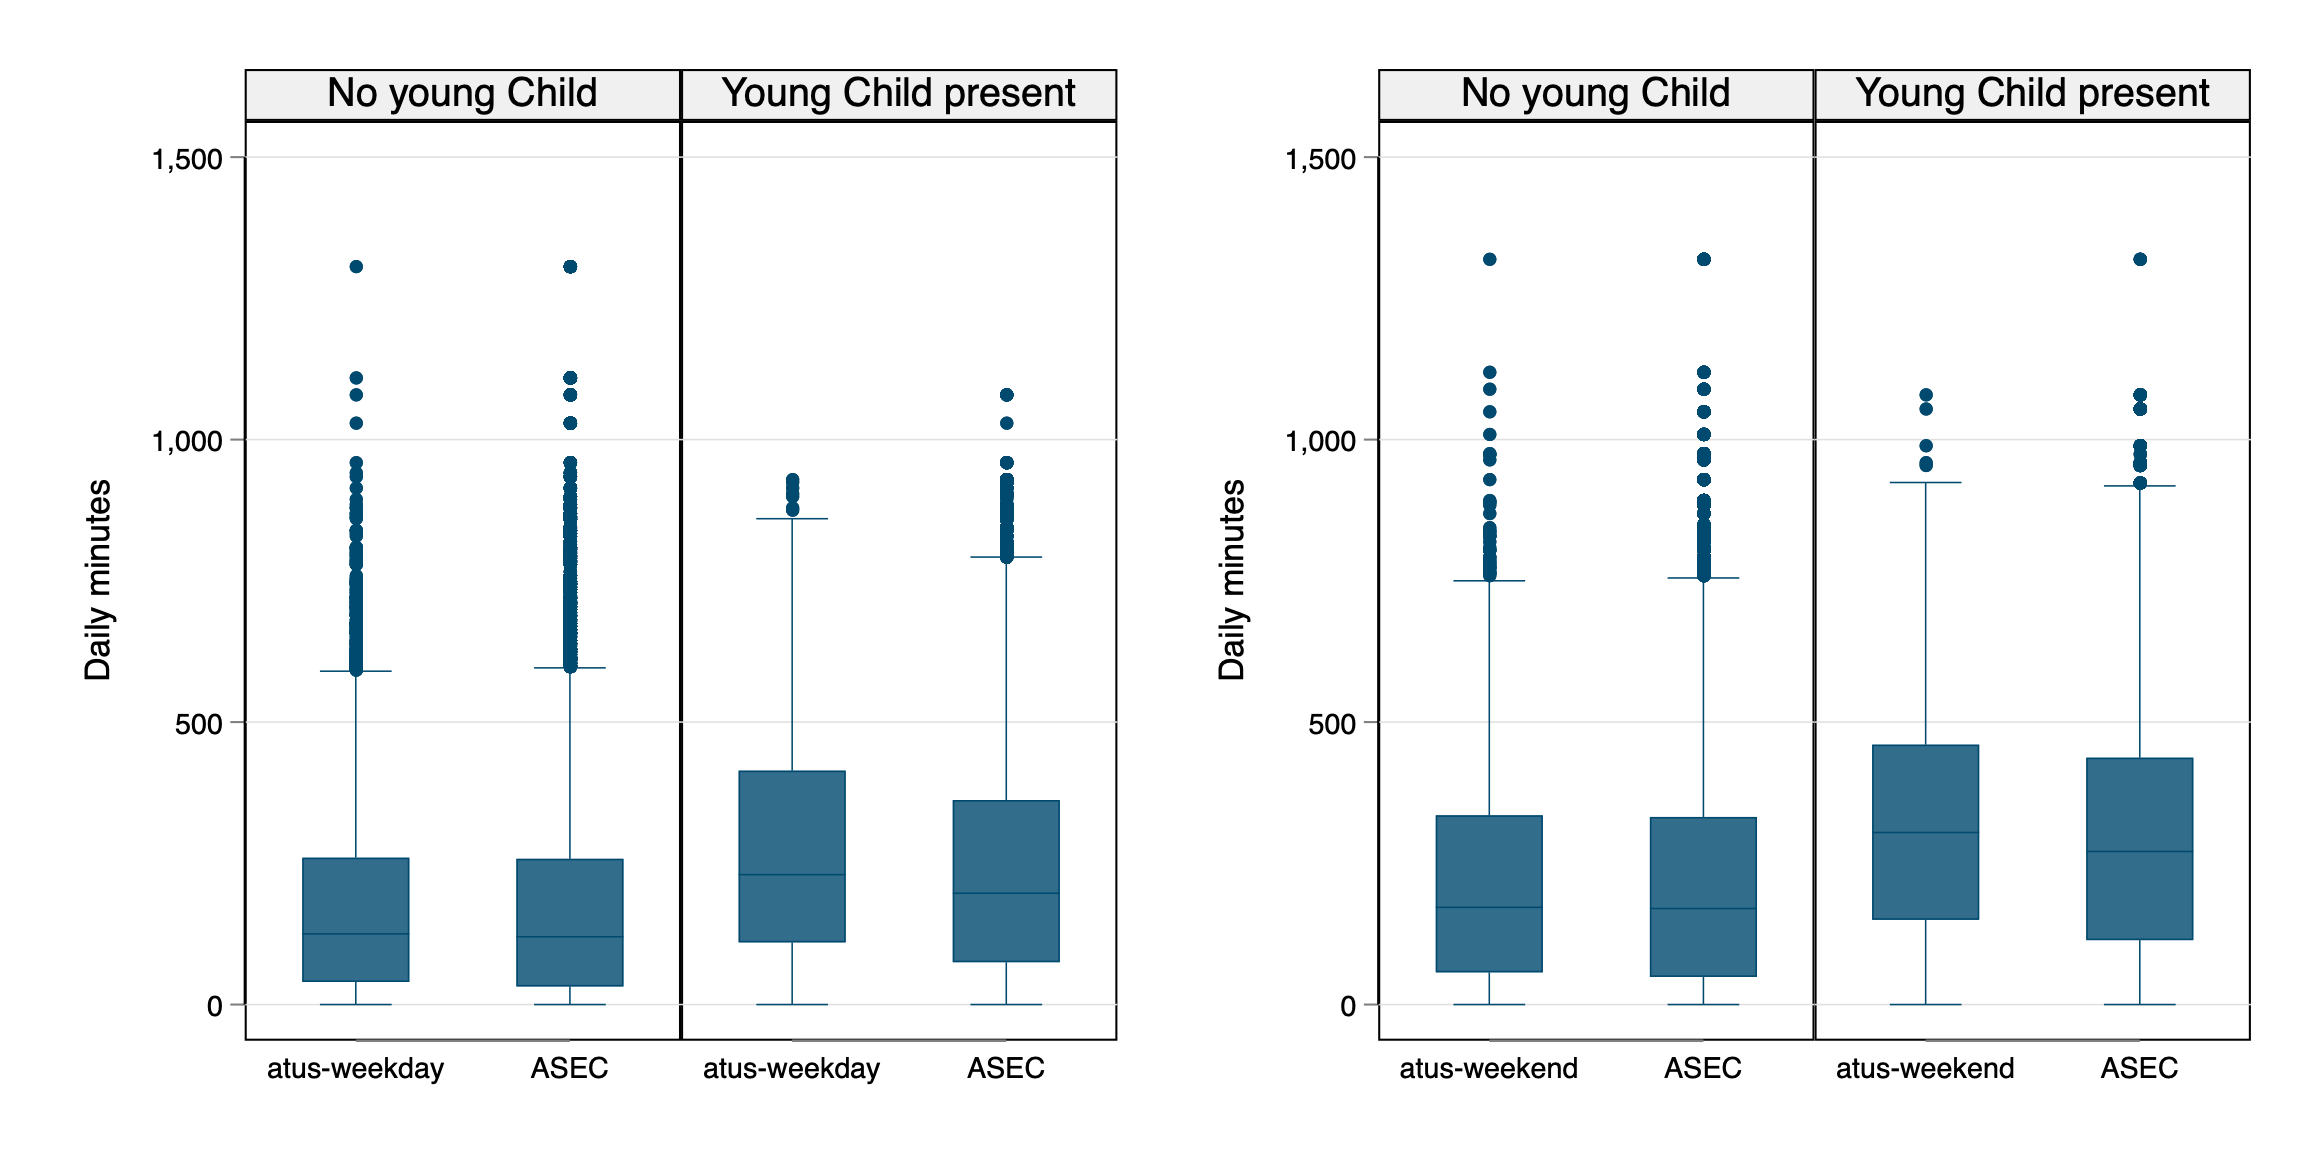 No young Child
Young Child present
Daily minutes
1,500
1,000
500
0
atus-weekday
ASEC
atus-weekday
ASEC
No young Child
Young Child present
Daily minutes
1,500
1,000
500
0
atus-weekend
ASEC
atus-weekend
ASEC